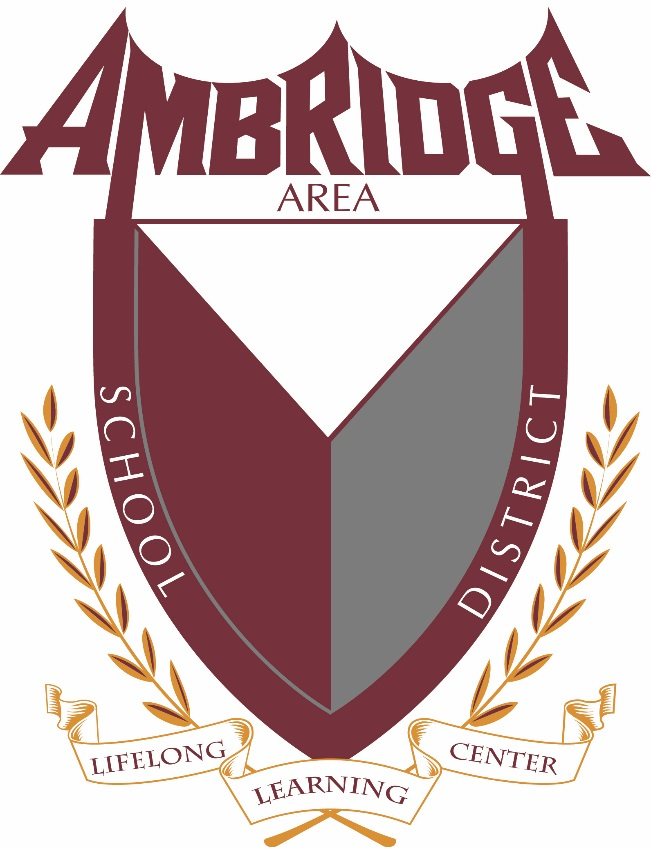 AMBRIDGE
AREA
SCHOOL
DISTRICT
LIFELONG
LEARNING
CENTER